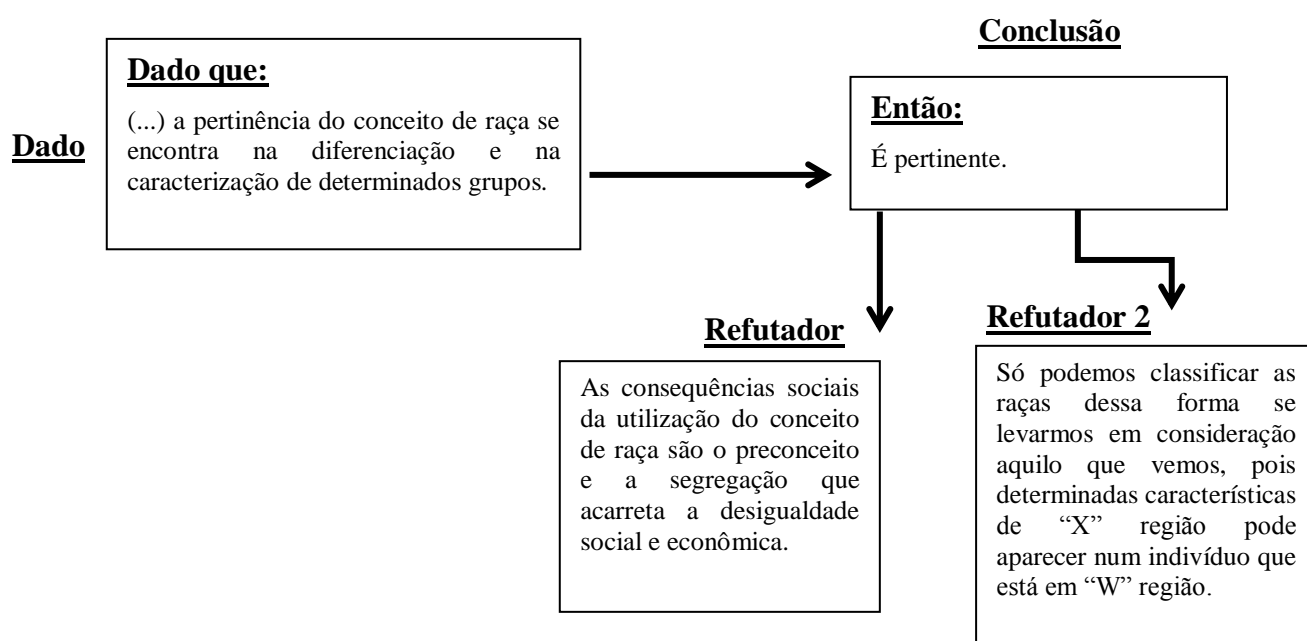 Conclusão
Dado
Dado que:
(...) a pertinência do conceito de raça se
encontra na diferenciação e na
caracterização de determinados grupos.
Então:
É pertinente.
Refutador
As consequências sociais
da utilização do conceito
de raça são o preconceito
e a segregação que
acarreta a desigualdade
social e econômica.
Refutador 2
Só podemos classificar as
raças dessa forma se
levarmos em consideração
aquilo que vemos, pois
determinadas características
de “X” região pode
aparecer num indivíduo que
está em “W” região.